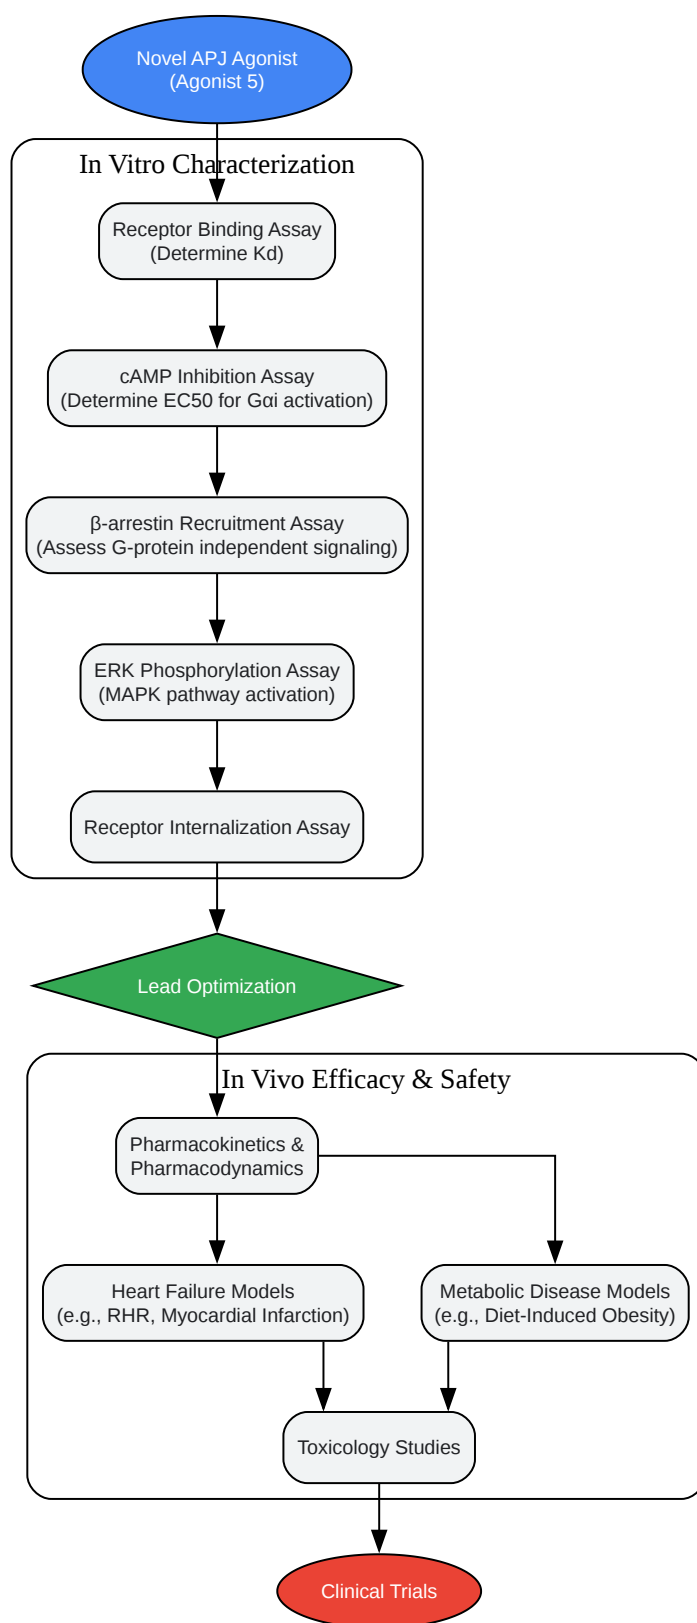 Novel APJ Agonist
(Agonist 5)
In Vitro Characterization
Receptor Binding Assay
(Determine Kd)
cAMP Inhibition Assay
(Determine EC50 for Gαi activation)
β-arrestin Recruitment Assay
(Assess G-protein independent signaling)
ERK Phosphorylation Assay
(MAPK pathway activation)
Receptor Internalization Assay
Lead Optimization
In Vivo Efficacy & Safety
Pharmacokinetics &
Pharmacodynamics
Heart Failure Models
(e.g., RHR, Myocardial Infarction)
Metabolic Disease Models
(e.g., Diet-Induced Obesity)
Toxicology Studies
Clinical Trials